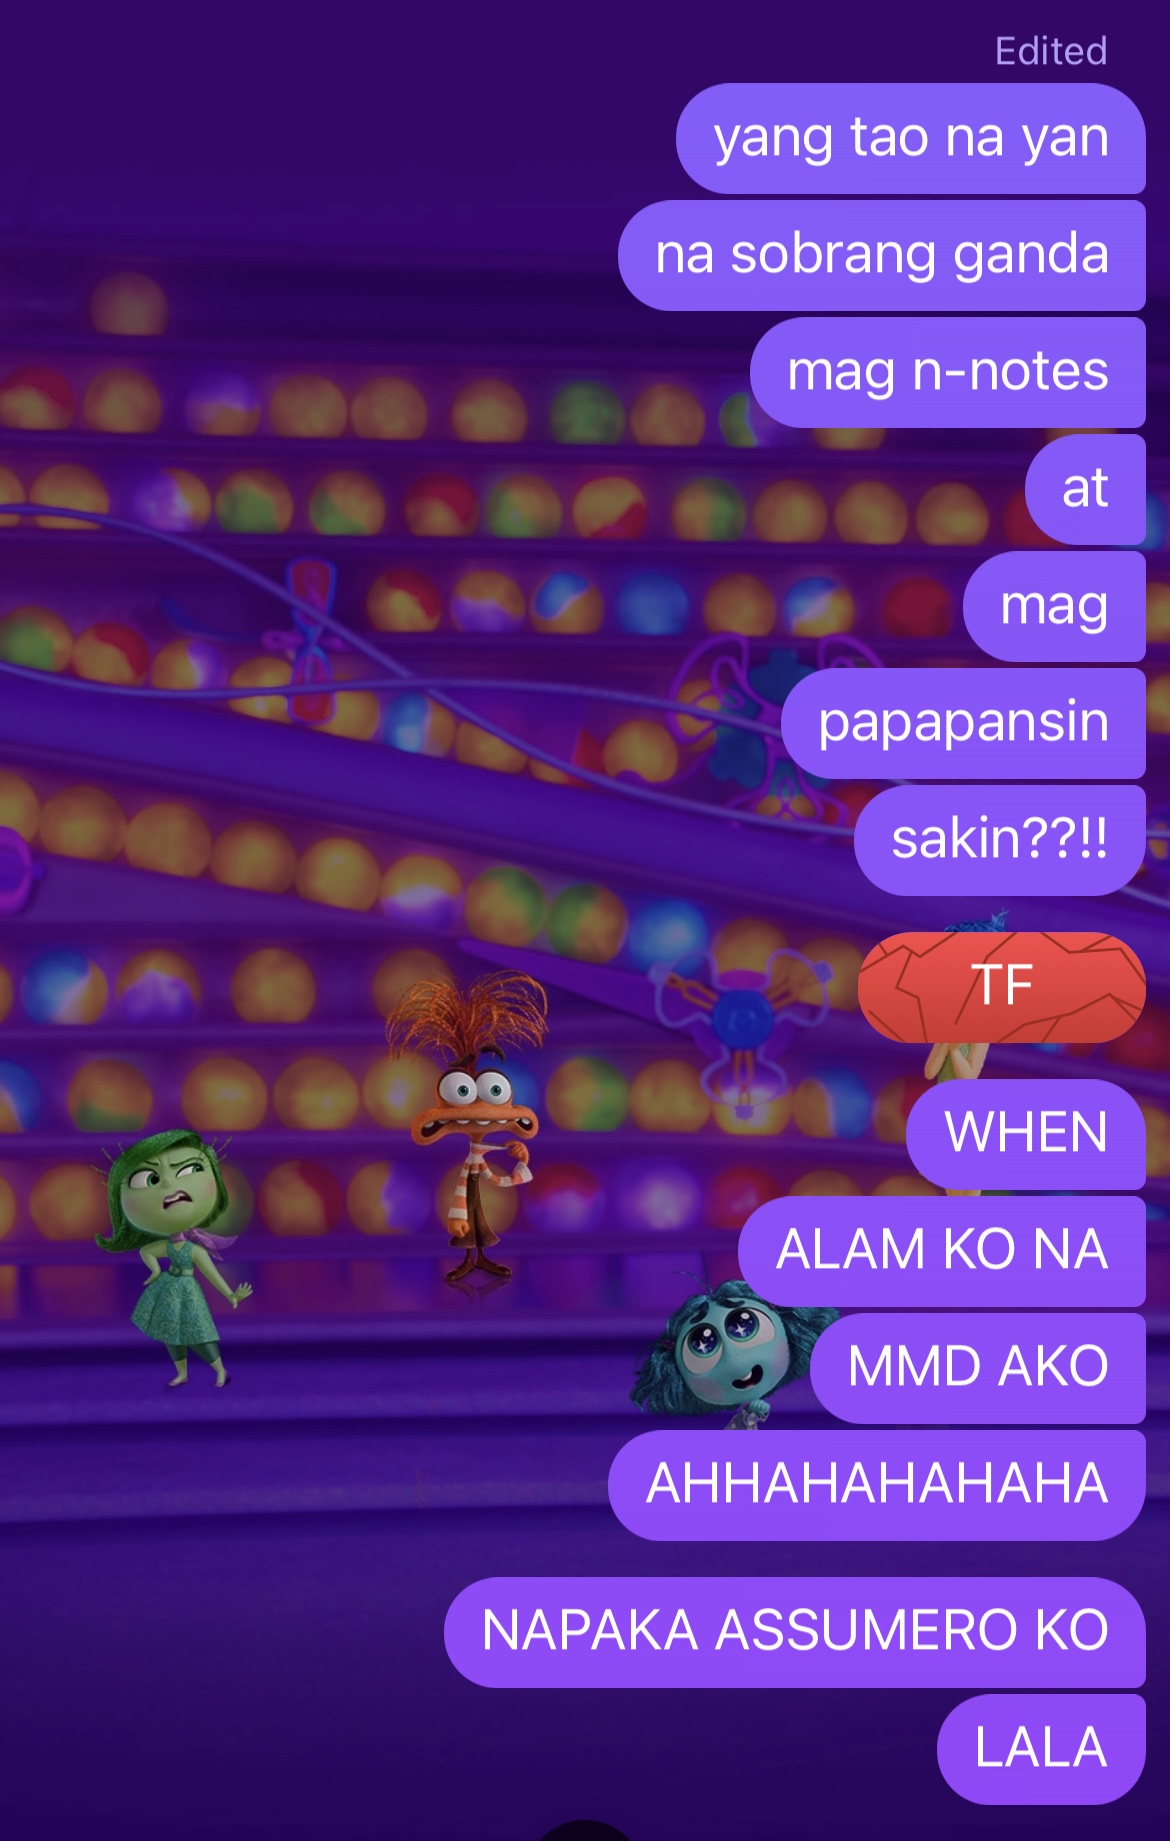 Edited
yang tao na yan
na sobrang ganda
mag n-notes
at
mag
papapansin
sakin??!!
TF
WHEN
ALAM KO NA
MMD AKO
AHHAHAHAHAHA
NAPAKA ASSUMERO KO
LALA